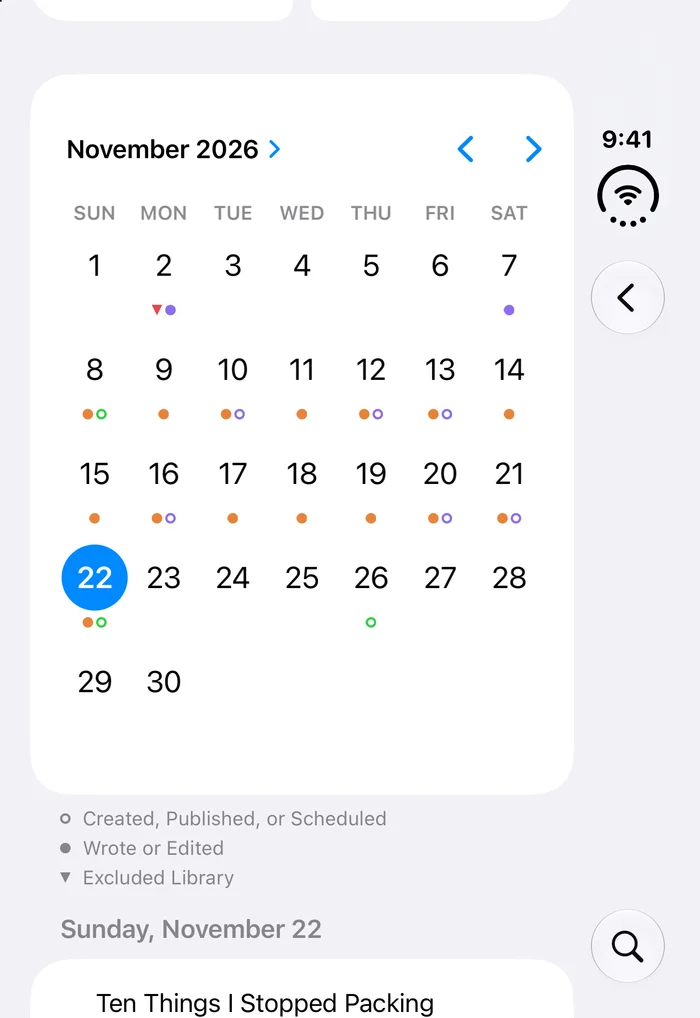 November 2026
9:41
SUN MON TUE WED THU FRI SAT
1 2 3 4 5 6 7
8 9 10 11 12 13 14
15 16 17 18 19 20 21
22 23 24 25 26 27 28
29 30
Created, Published, or Scheduled
Wrote or Edited
Excluded Library
Sunday, November 22
Ten Things I Stopped Packing